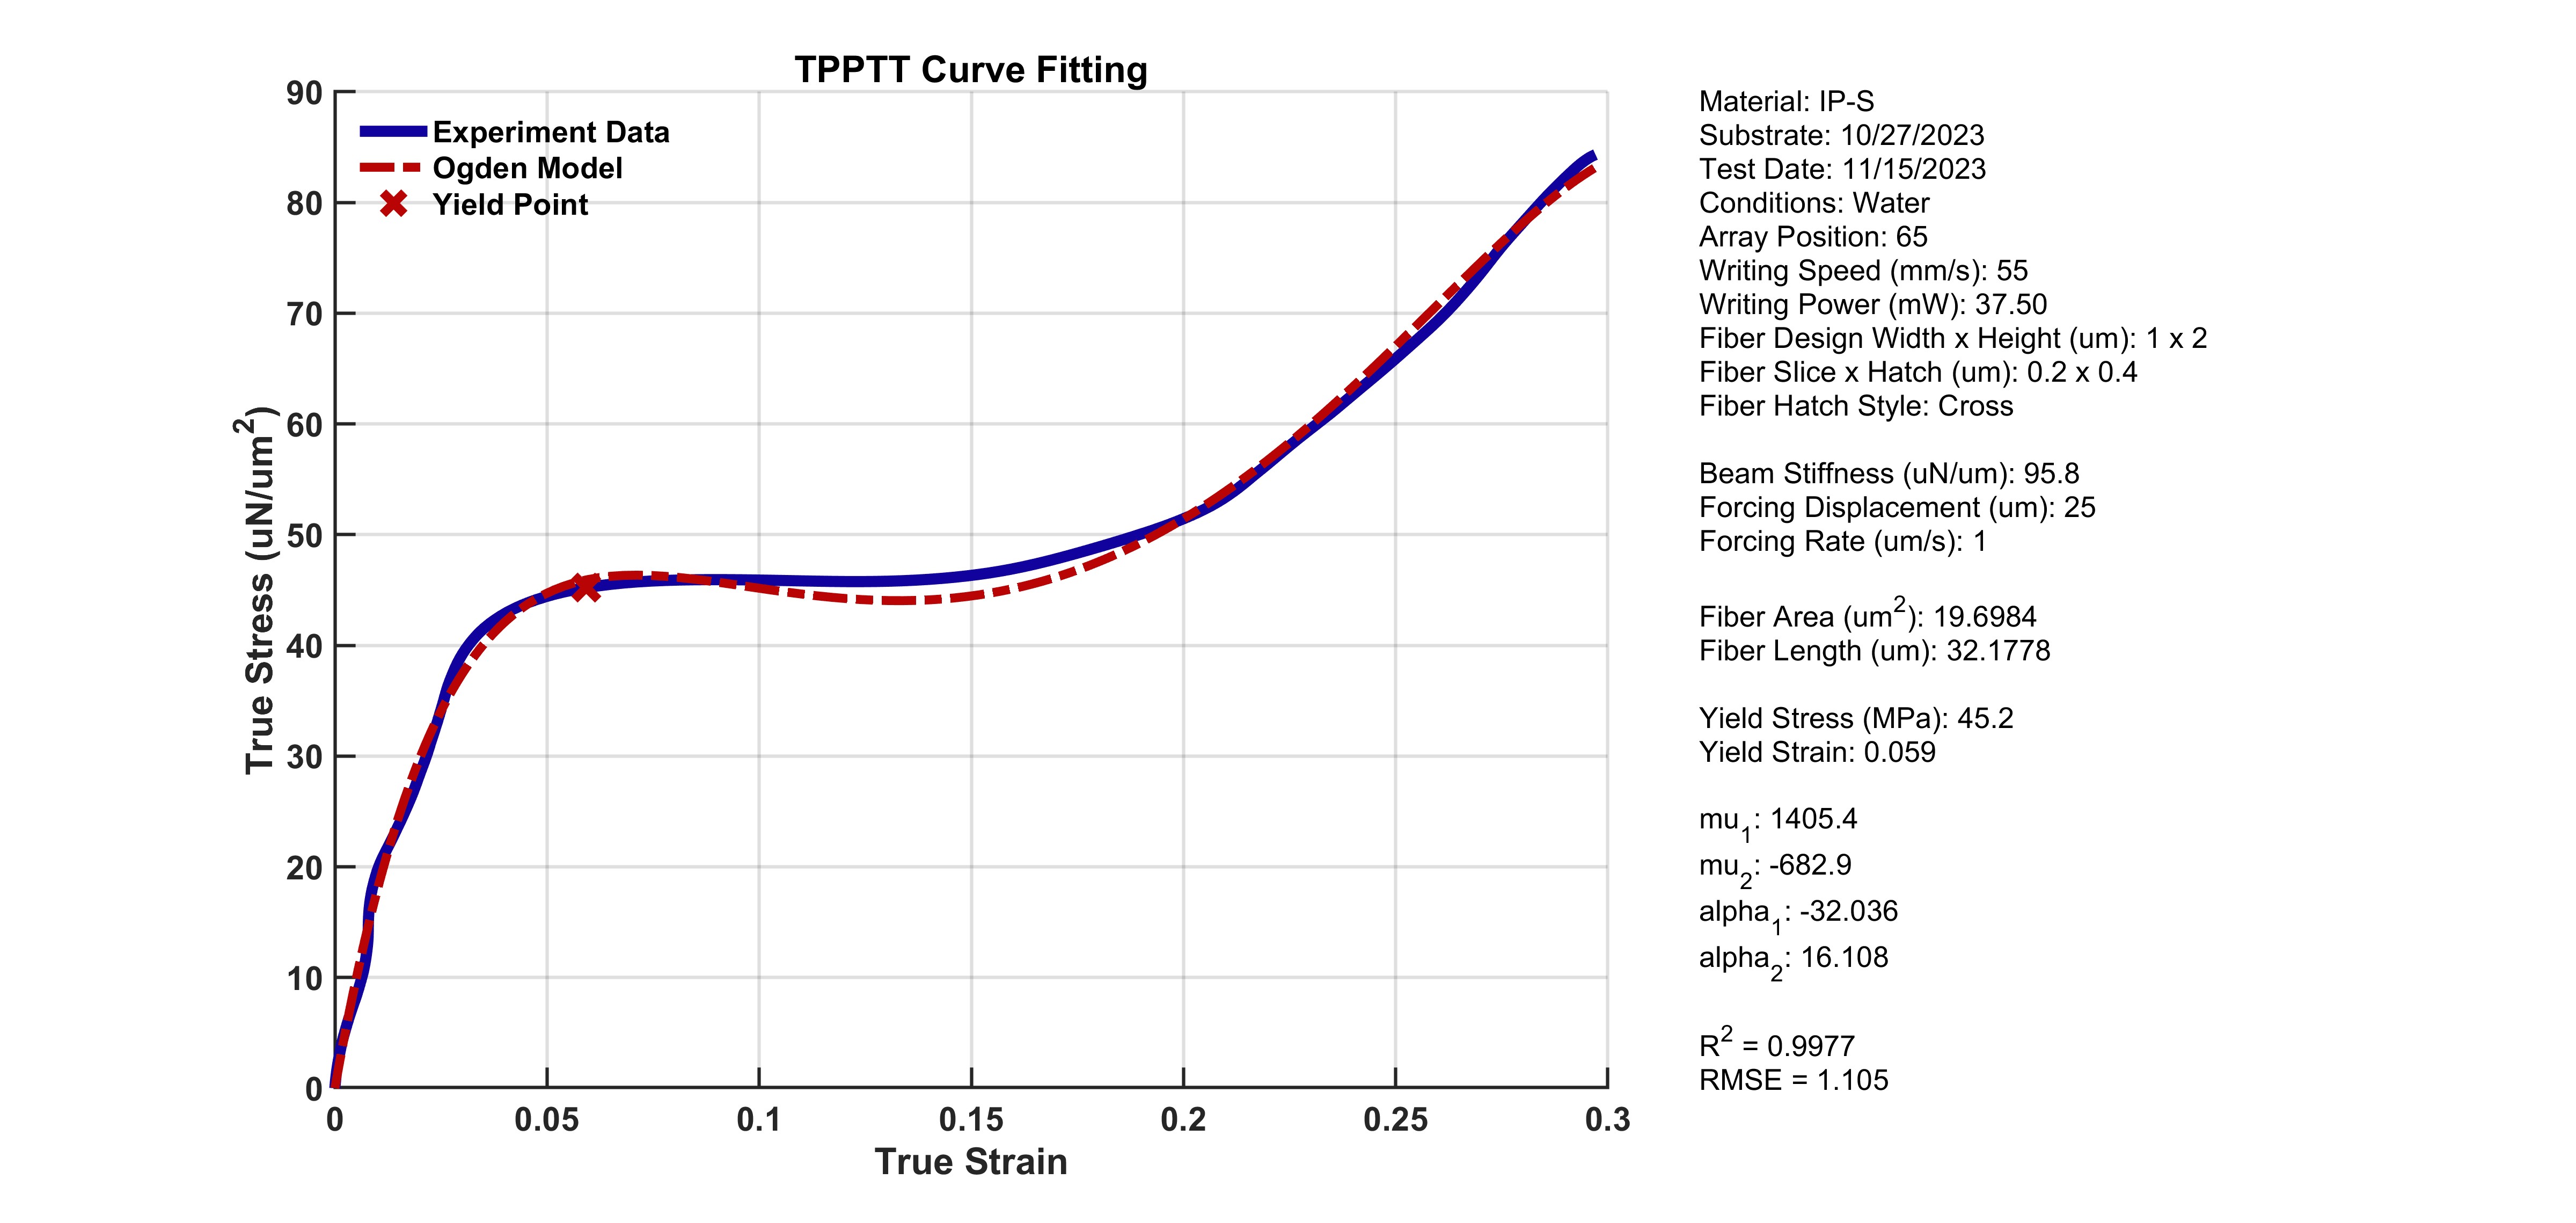 TPPTT Curve Fitting
90
80
70
60
50
40
30
20
10
0
True Stress (uN/um²)
Experiment Data
Ogden Model
Yield Point
0 0.05 0.1 0.15 0.2 0.25 0.3
True Strain
Material: IP-S
Substrate: 10/27/2023
Test Date: 11/15/2023
Conditions: Water
Array Position: 65
Writing Speed (mm/s): 55
Writing Power (mW): 37.50
Fiber Design Width x Height (um): 1 x 2
Fiber Slice x Hatch (um): 0.2 x 0.4
Fiber Hatch Style: Cross
Beam Stiffness (uN/um): 95.8
Forcing Displacement (um): 25
Forcing Rate (um/s): 1
Fiber Area (um²): 19.6984
Fiber Length (um): 32.1778
Yield Stress (MPa): 45.2
Yield Strain: 0.059
mu₁: 1405.4
mu₂: -682.9
alpha₁: -32.036
alpha₂: 16.108
R² = 0.9977
RMSE = 1.105